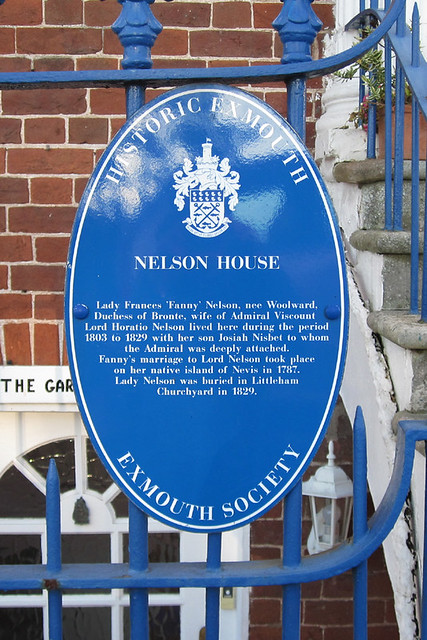 HISTORIC EXMOUTH
NELSON HOUSE
Lady Frances 'Fanny' Nelson, nee Woolward,
Duchess of Bronte, wife of Admiral Viscount
Lord Horatio Nelson lived here during the period
1803 to 1829 with her son Josiah Nisbet to whom
the Admiral was deeply attached.
Fanny's marriage to Lord Nelson took place
on her native island of Nevis in 1787.
Lady Nelson was buried in Littleham
Churchyard in 1829.
THE GAR
EXMOUTH SOCIETY